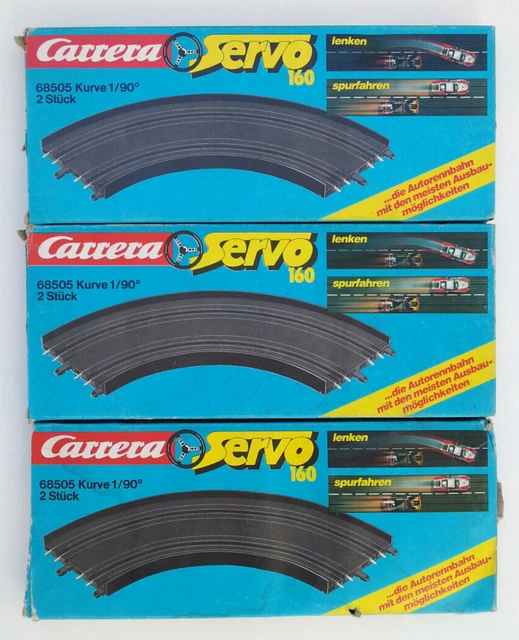 Carrera Servo 160
68505 Kurve 1/90°
2 Stück
lenken
spurfahren
...die Autorennbahn
mit den meisten Ausbau-
möglichkeiten
Carrera Servo 160
68505 Kurve 1/90°
2 Stück
lenken
spurfahren
...die Autorennbahn
mit den meisten Ausbau-
möglichkeiten
Carrera Servo 160
68505 Kurve 1/90°
2 Stück
lenken
spurfahren
...die Autorennbahn
mit den meisten Ausbau-
möglichkeiten